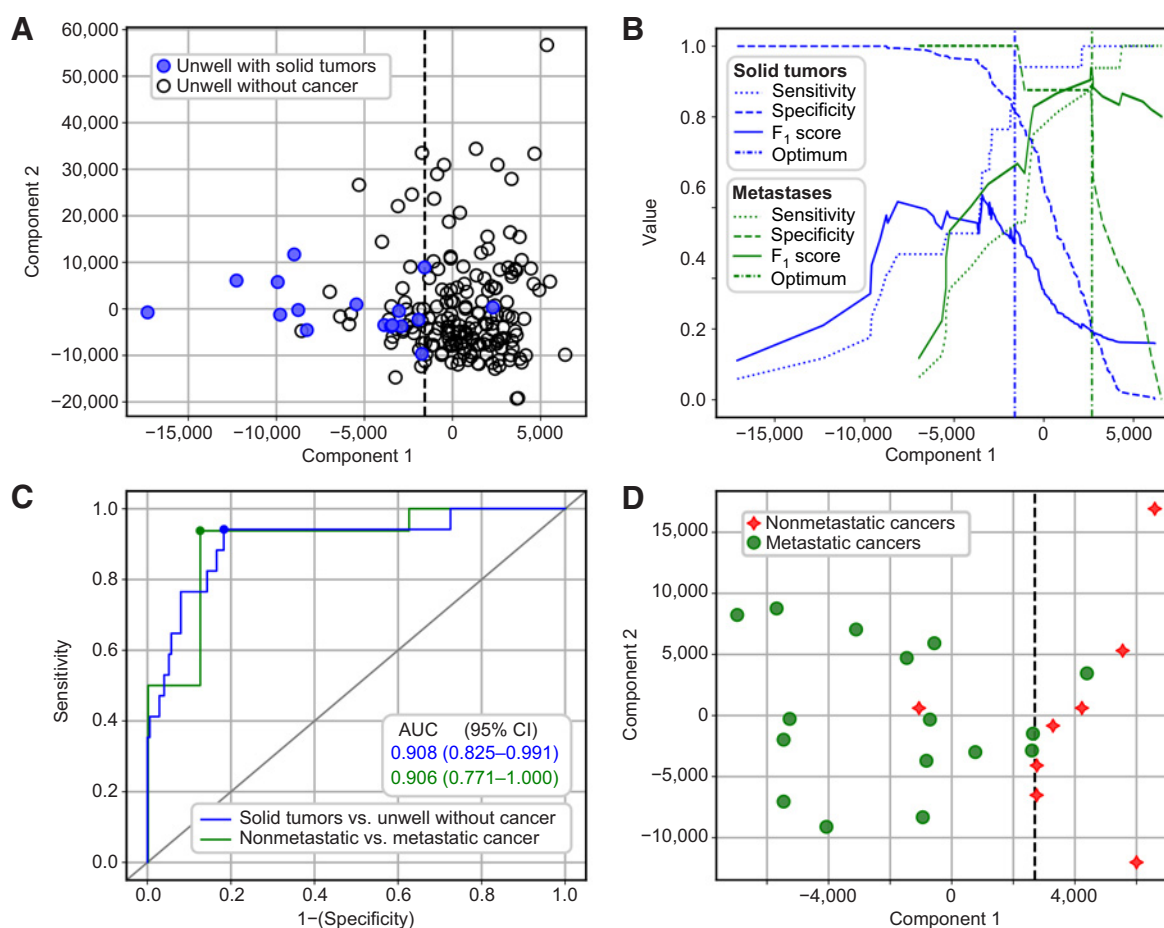 A
60,000
50,000
40,000
30,000
20,000
10,000
0
−10,000
−20,000
Component 2
Unwell with solid tumors
Unwell without cancer
−15,000 −10,000 −5,000 0 5,000
Component 1
B
1.0
0.8
0.6
0.4
0.2
0.0
Value
Solid tumors
Sensitivity
Specificity
F1 score
Optimum
Metastases
Sensitivity
Specificity
F1 score
Optimum
−15,000 −10,000 −5,000 0 5,000
Component 1
C
1.0
0.8
0.6
0.4
0.2
0.0
Sensitivity
AUC (95% CI)
0.908 (0.825–0.991)
0.906 (0.771–1.000)
Solid tumors vs. unwell without cancer
Nonmetastatic vs. metastatic cancer
0.0 0.2 0.4 0.6 0.8 1.0
1−(Specificity)
D
15,000
10,000
5,000
0
−5,000
−10,000
Component 2
Nonmetastatic cancers
Metastatic cancers
−4,000 0 4,000
Component 1